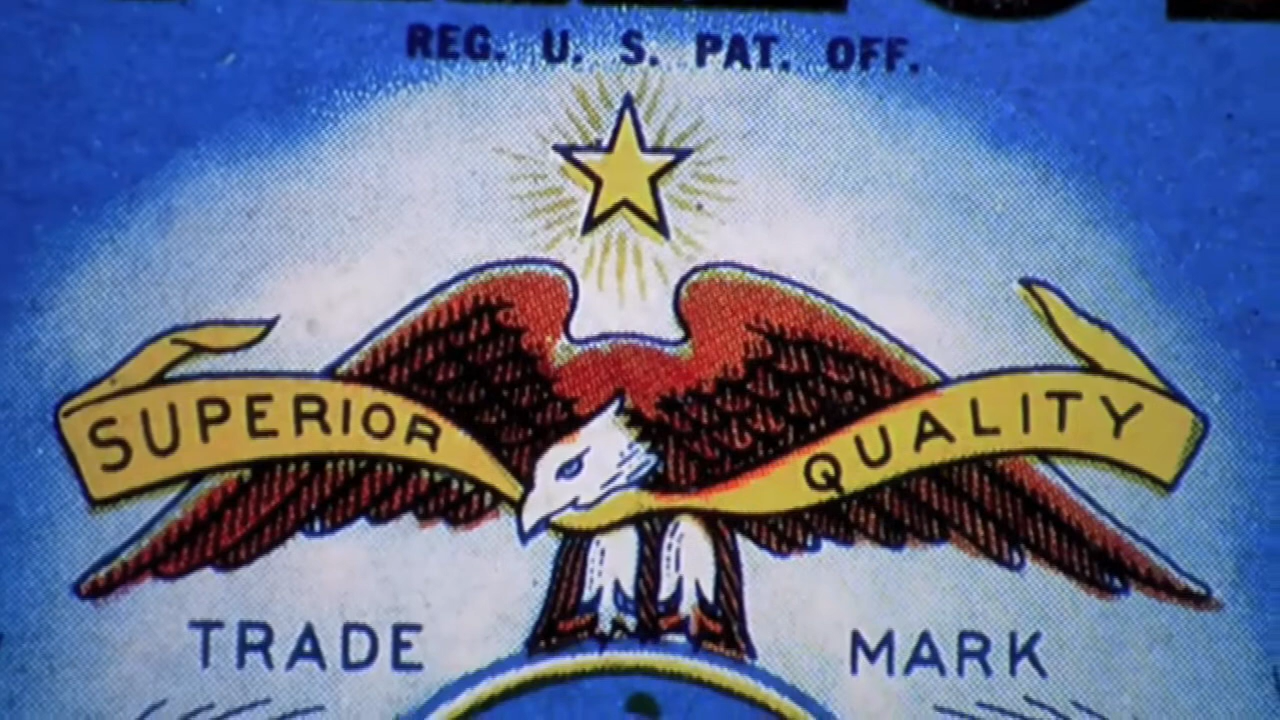 REG. U. S. PAT. OFF.
SUPERIOR QUALITY
TRADE MARK